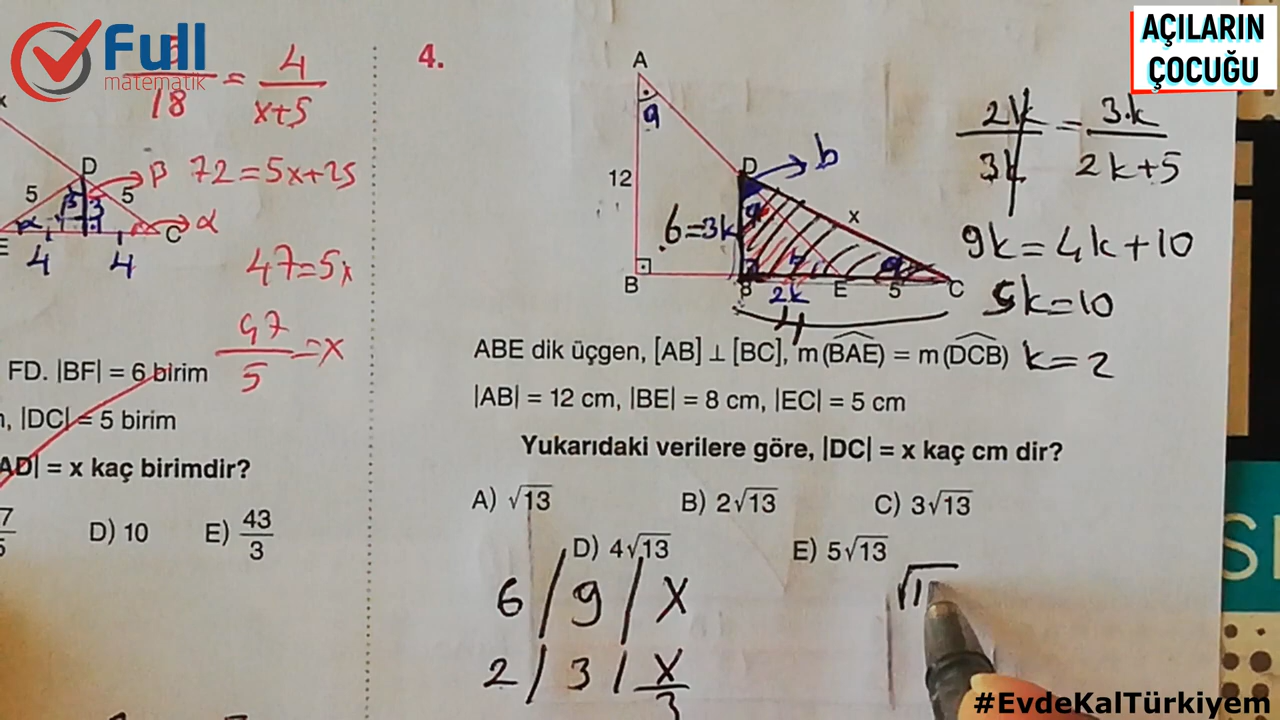 Full
matematik
AÇILARIN
ÇOCUĞU
18 = 4
x+5
72=5x+25
47=5x
47/5=x
D
5
β
5
β
3
α
α
E
C
4
4
FD. |BF| = 6 birim
, |DC| = 5 birim
AD| = x kaç birimdir?
D) 10
E) 43/3
4.
A
a
12
D
b
x
6=3k
B
B
2k
E
5
C
4
2k/3k = 3.k/2k+5
9k=4k+10
5k=10
k=2
ABE dik üçgen, [AB] ⊥ [BC], m(BAE) = m(DCB)
|AB| = 12 cm, |BE| = 8 cm, |EC| = 5 cm
Yukarıdaki verilere göre, |DC| = x kaç cm dir?
A) √13
B) 2√13
C) 3√13
D) 4√13
E) 5√13
6 / 9 / x
2 / 3 / x/3
√1
#EvdeKalTürkiyem